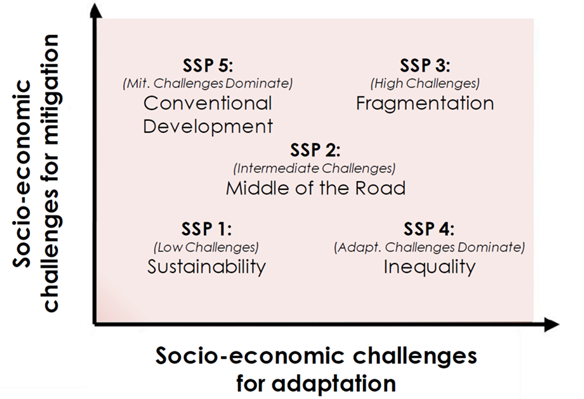 Socio-economic
challenges for mitigation
SSP 5:
(Mit. Challenges Dominate)
Conventional
Development
SSP 3:
(High Challenges)
Fragmentation
SSP 2:
(Intermediate Challenges)
Middle of the Road
SSP 1:
(Low Challenges)
Sustainability
SSP 4:
(Adapt. Challenges Dominate)
Inequality
Socio-economic challenges
for adaptation